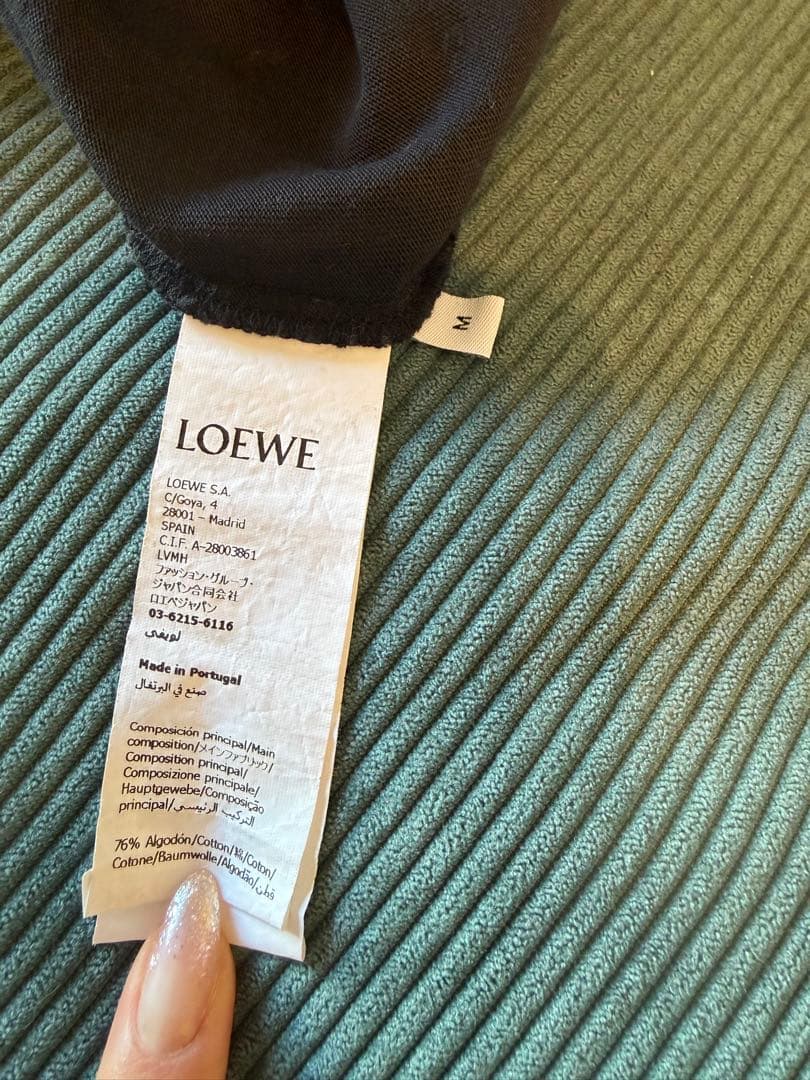 M
LOEWE
LOEWE S.A.
C/Goya, 4
28001 – Madrid
SPAIN
C.I.F. A-28003861
LVMH
ファッション・グループ・
ジャパン合同会社
ロエベジャパン
03-6215-6116
لويفي
Made in Portugal
صنع في البرتغال
Composición principal/Main
composition/メインファブリック/
Composition principal/
Composizione principale/
Hauptgewebe/Composição
principal/التركيب الرئيسي
76% Algodón/Cotton/綿/Coton/
Cotone/Baumwolle/Algodão/قطن